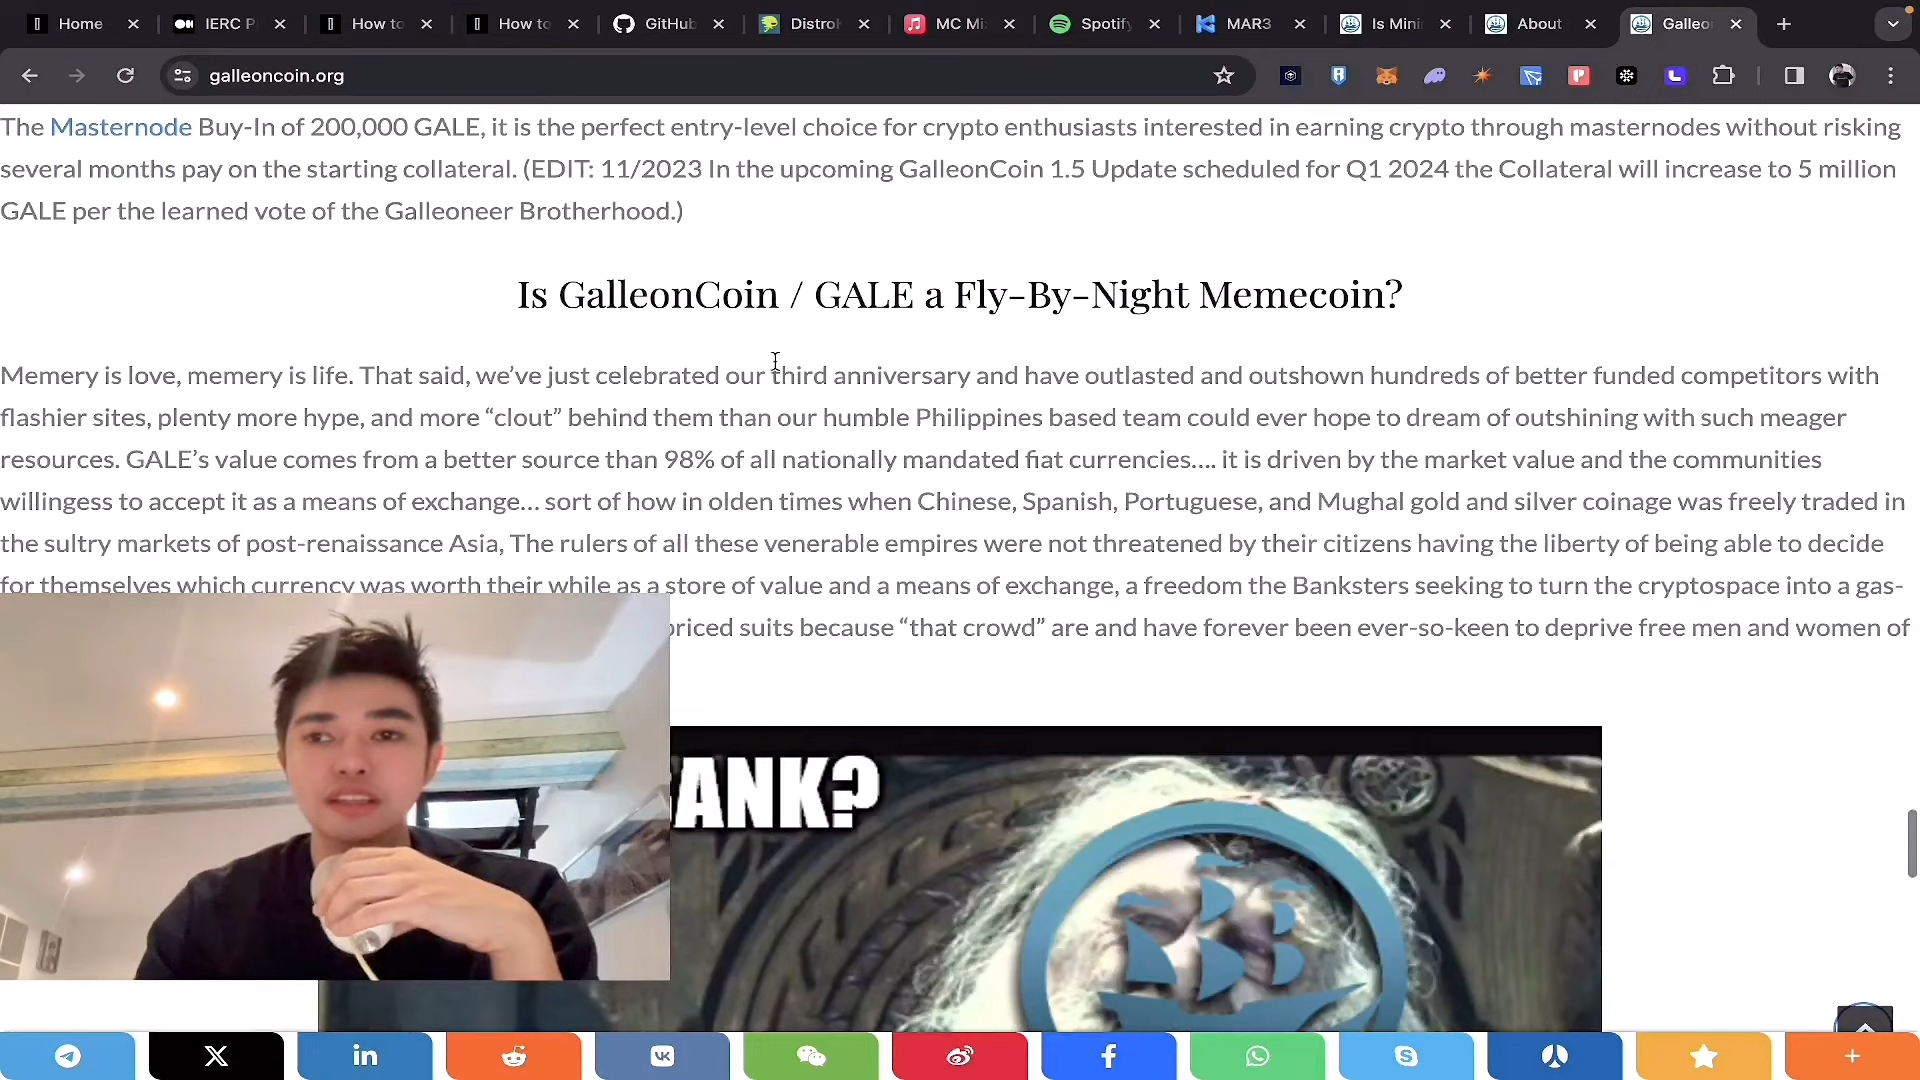 Home
IERC P
How to
How to
GitHub
Distrok
MC Mi
Spotify
MAR3
Is Mini
About
Galleo
galleoncoin.org
The Masternode Buy-In of 200,000 GALE, it is the perfect entry-level choice for crypto enthusiasts interested in earning crypto through masternodes without risking
several months pay on the starting collateral. (EDIT: 11/2023 In the upcoming GalleonCoin 1.5 Update scheduled for Q1 2024 the Collateral will increase to 5 million
GALE per the learned vote of the Galleoneer Brotherhood.)
Is GalleonCoin / GALE a Fly-By-Night Memecoin?
Memery is love, memery is life. That said, we’ve just celebrated our third anniversary and have outlasted and outshown hundreds of better funded competitors with
flashier sites, plenty more hype, and more “clout” behind them than our humble Philippines based team could ever hope to dream of outshining with such meager
resources. GALE’s value comes from a better source than 98% of all nationally mandated fiat currencies…. it is driven by the market value and the communities
willingess to accept it as a means of exchange… sort of how in olden times when Chinese, Spanish, Portuguese, and Mughal gold and silver coinage was freely traded in
the sultry markets of post-renaissance Asia, The rulers of all these venerable empires were not threatened by their citizens having the liberty of being able to decide
for themselves which currency was worth their while as a store of value and a means of exchange, a freedom the Banksters seeking to turn the cryptospace into a gas-
priced suits because “that crowd” are and have forever been ever-so-keen to deprive free men and women of
ANK?